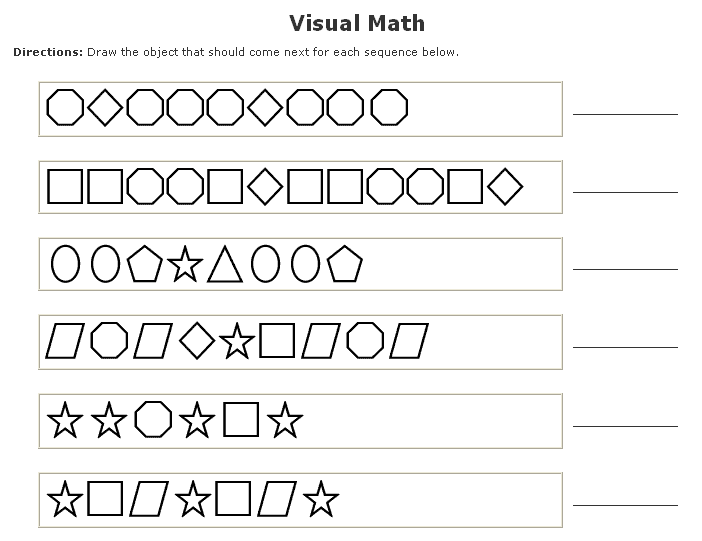 Visual Math
Directions: Draw the object that should come next for each sequence below.